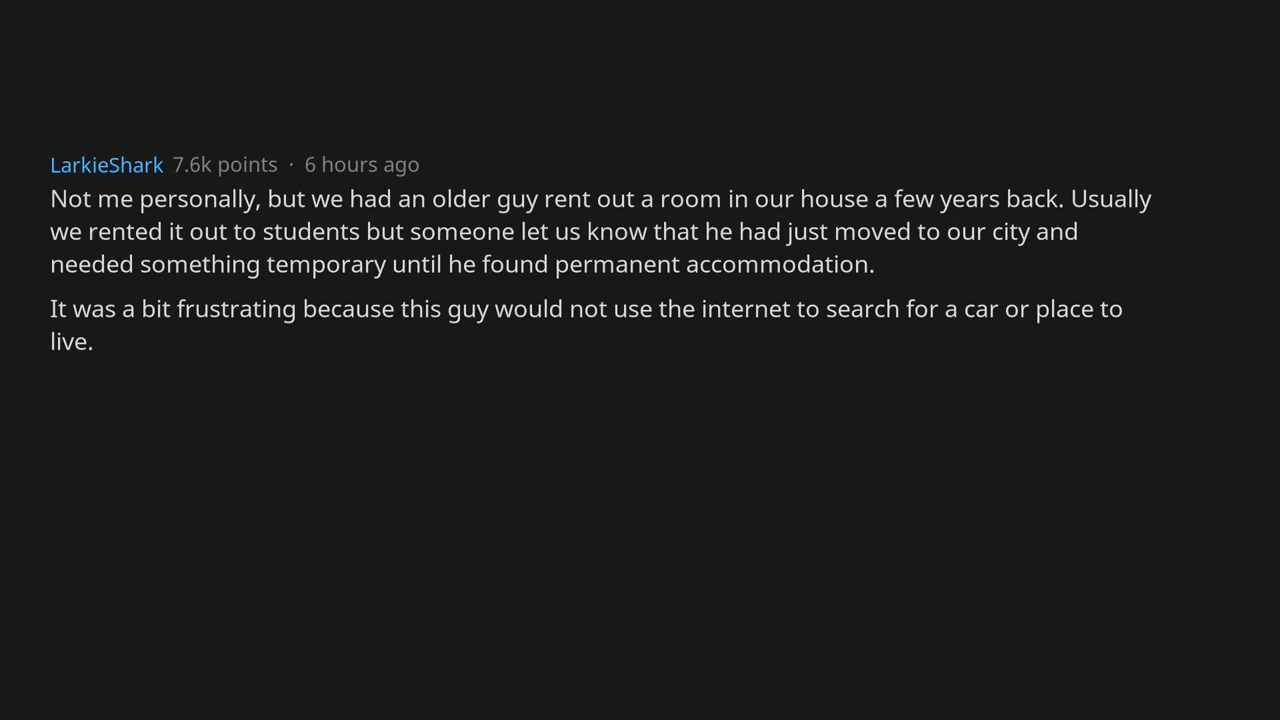 LarkieShark 7.6k points · 6 hours ago
Not me personally, but we had an older guy rent out a room in our house a few years back. Usually
we rented it out to students but someone let us know that he had just moved to our city and
needed something temporary until he found permanent accommodation.
It was a bit frustrating because this guy would not use the internet to search for a car or place to
live.